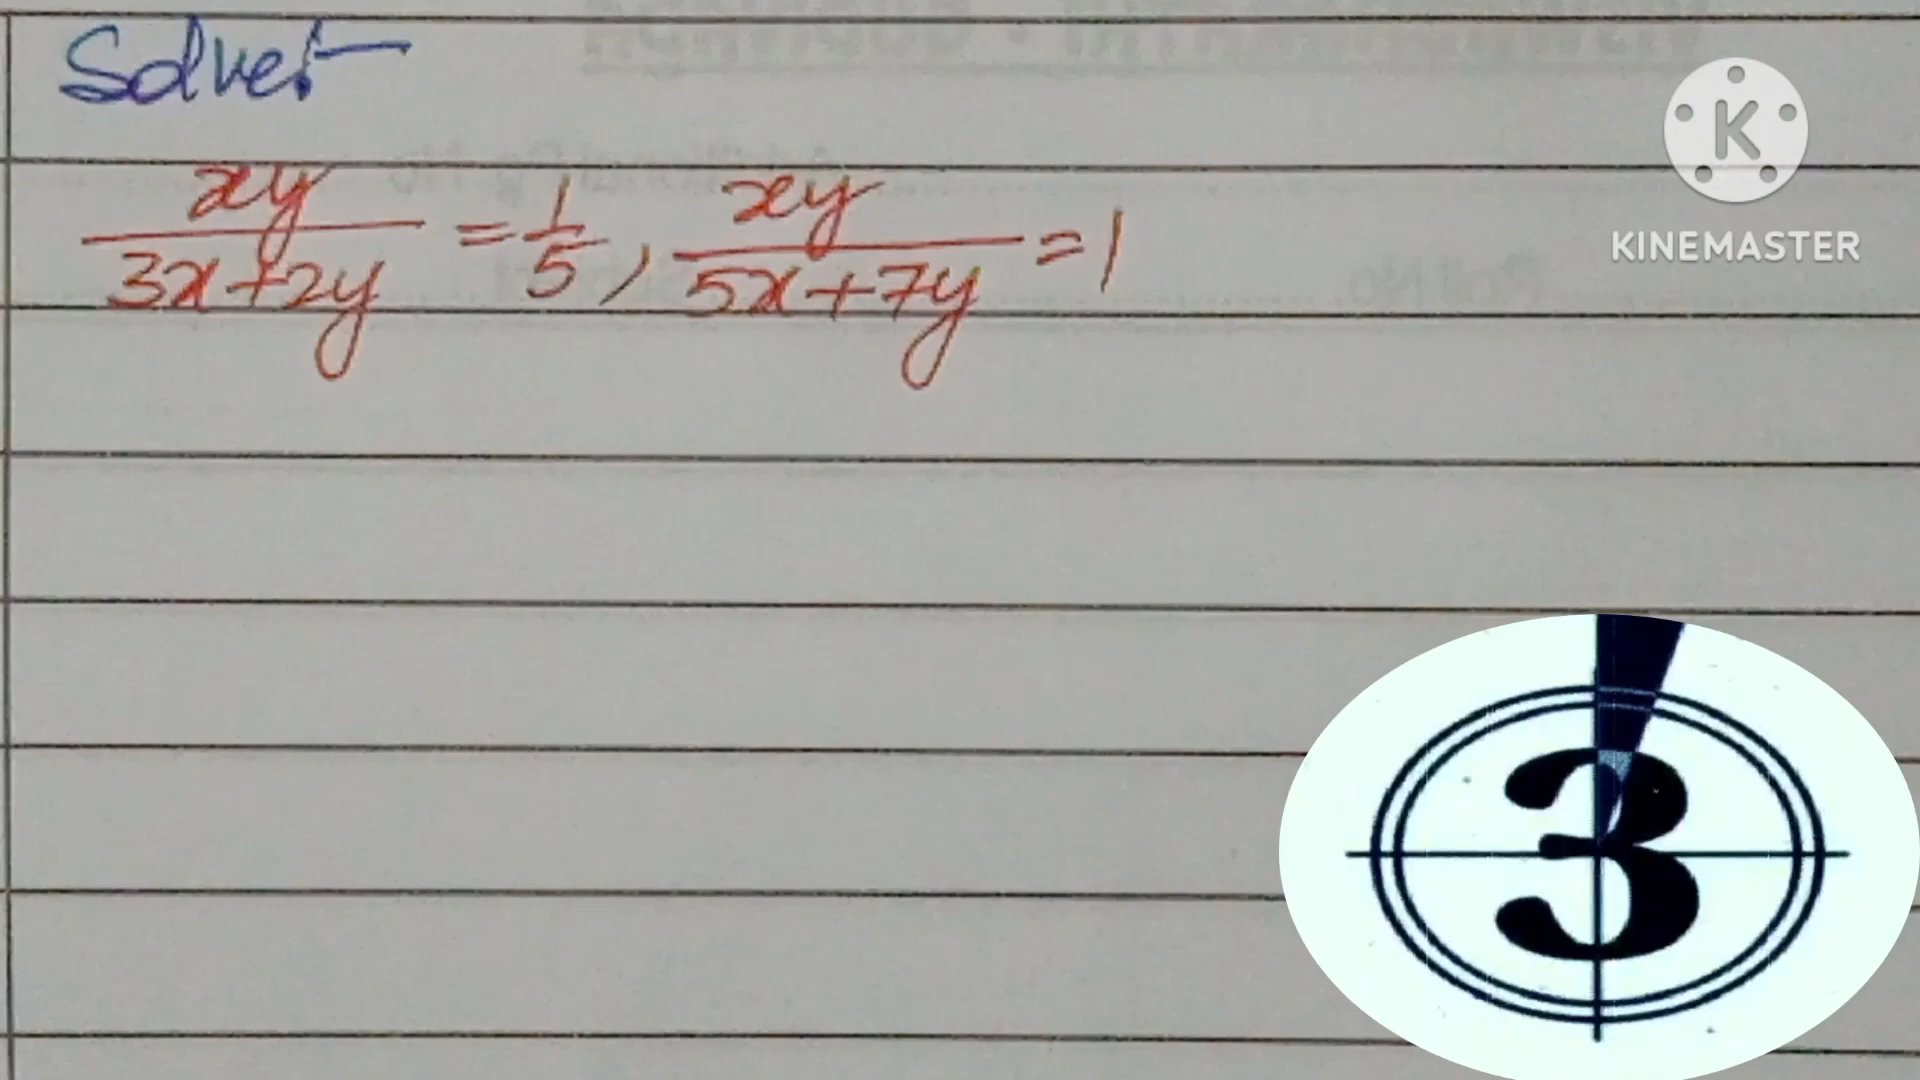 Solve:-
xy/(3x+2y) = 1/5, xy/(5x+7y) = 1
K
KINEMASTER
3